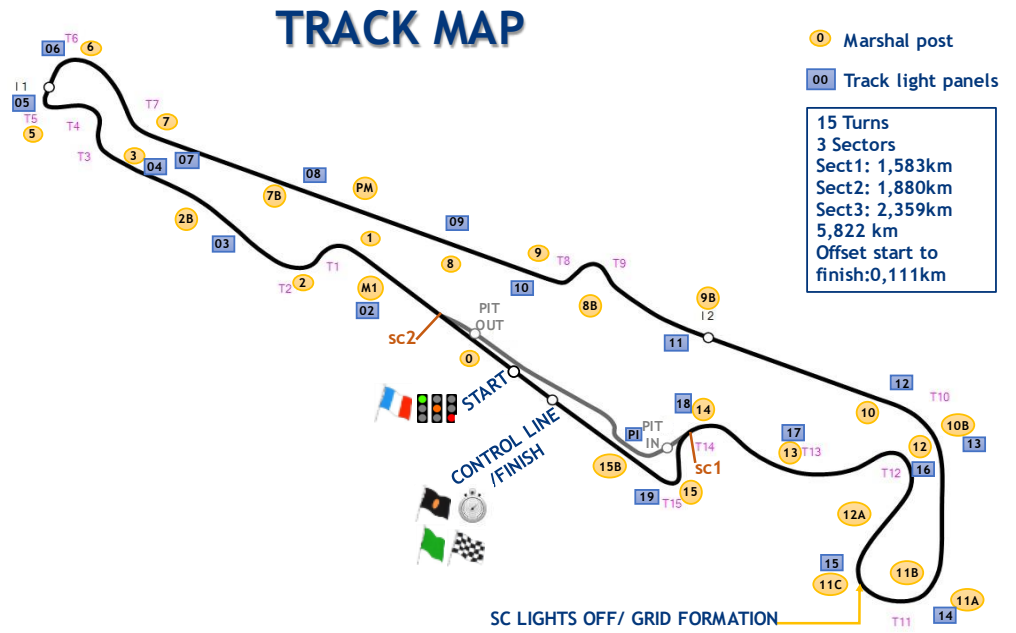 TRACK MAP
0 Marshal post
00 Track light panels
15 Turns
3 Sectors
Sect1: 1,583km
Sect2: 1,880km
Sect3: 2,359km
5,822 km
Offset start to
finish:0,111km
06
T6
6
I 1
05
T5
5
T4
T3
3
04
T7
7
07
08
7B
PM
2B
03
1
09
8
9
T8
T9
T1
T2
2
M1
02
10
8B
9B
I 2
11
PIT
OUT
sc2
0
START
CONTROL LINE
/FINISH
12
T10
10
10B
13
12
18
14
PI
PIT
IN
T14
sc1
17
13
T13
T12
16
15B
19
T15
15
12A
15
11C
11B
11A
14
T11
SC LIGHTS OFF/ GRID FORMATION